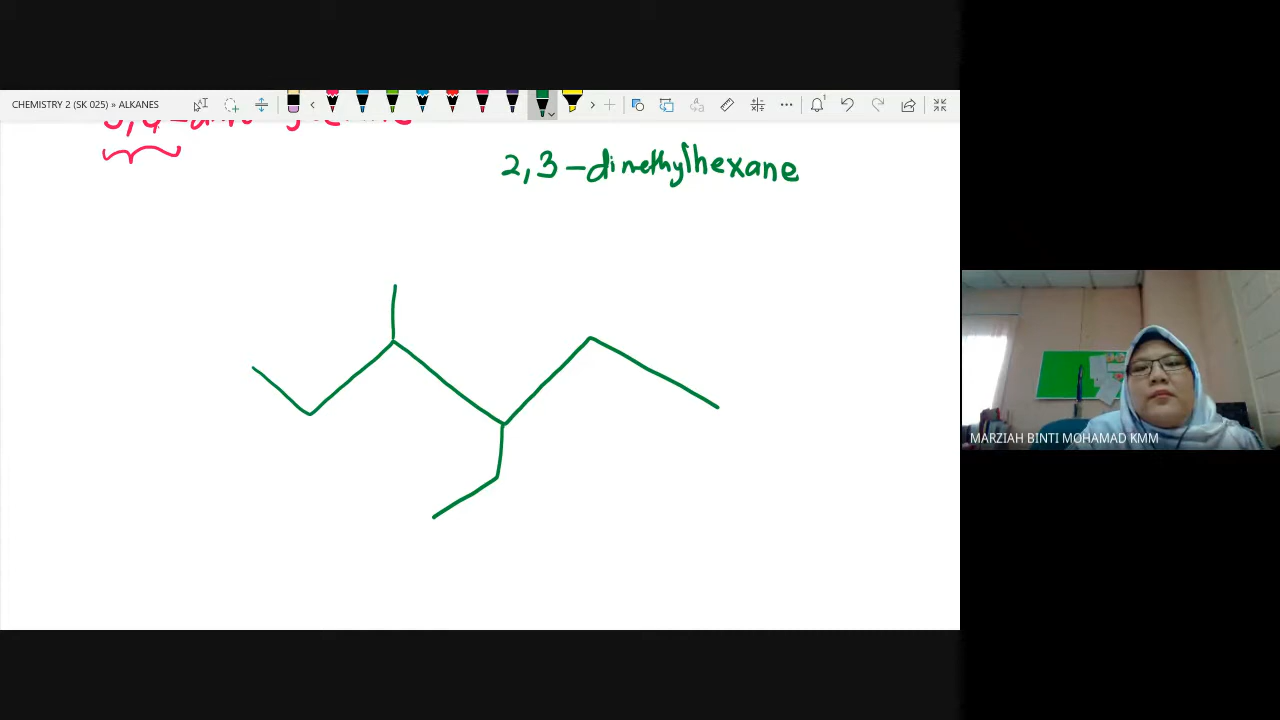 CHEMISTRY 2 (SK 025) » ALKANES
2,3-dimethylhexane
MARZIAH BINTI MOHAMAD KMM